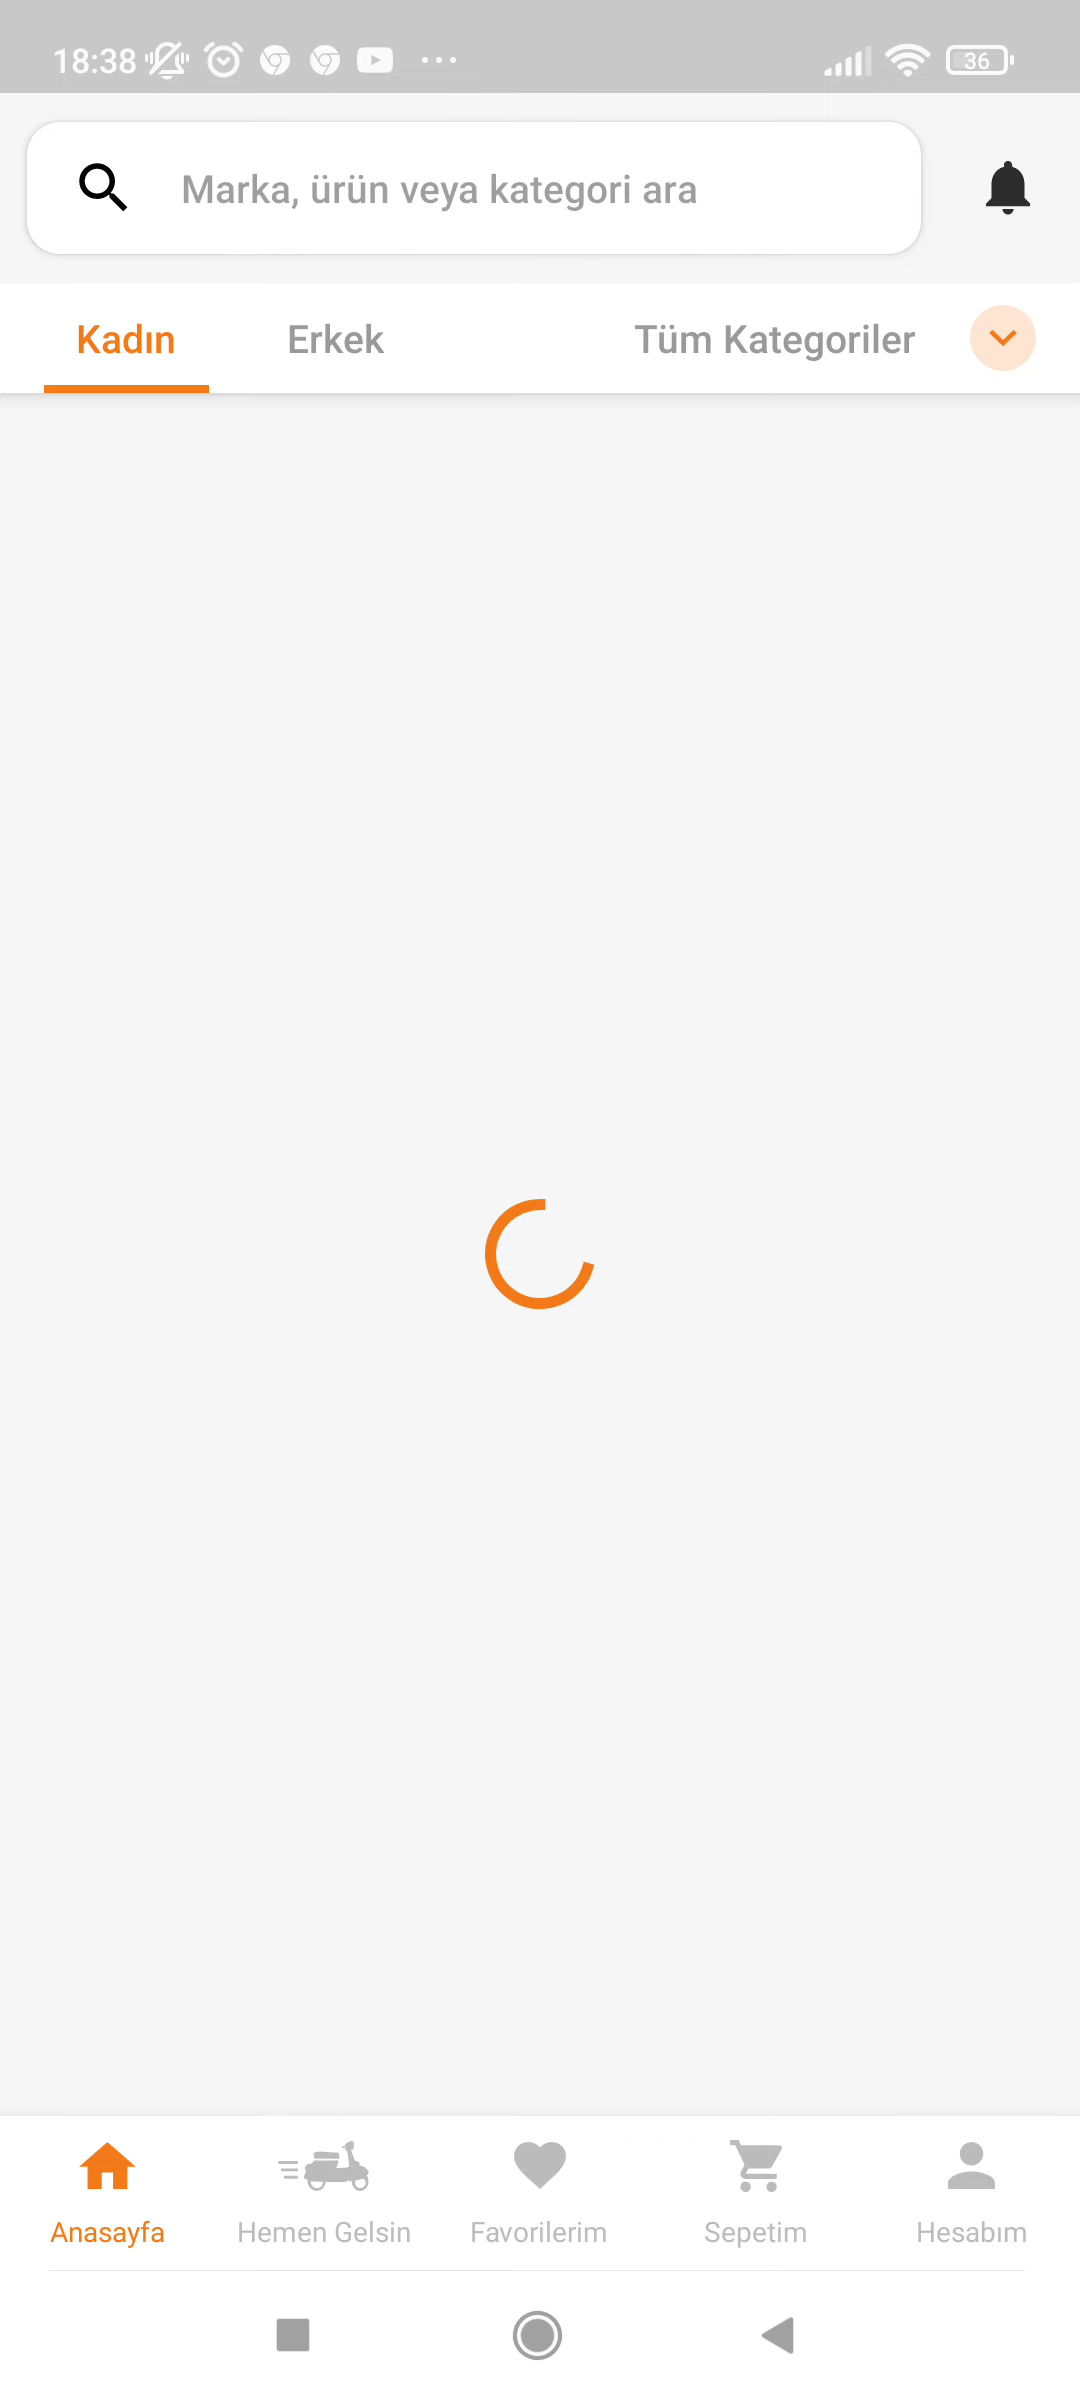 18:38
36
Marka, ürün veya kategori ara
Kadın Erkek Tüm Kategoriler
Anasayfa Hemen Gelsin Favorilerim Sepetim Hesabım